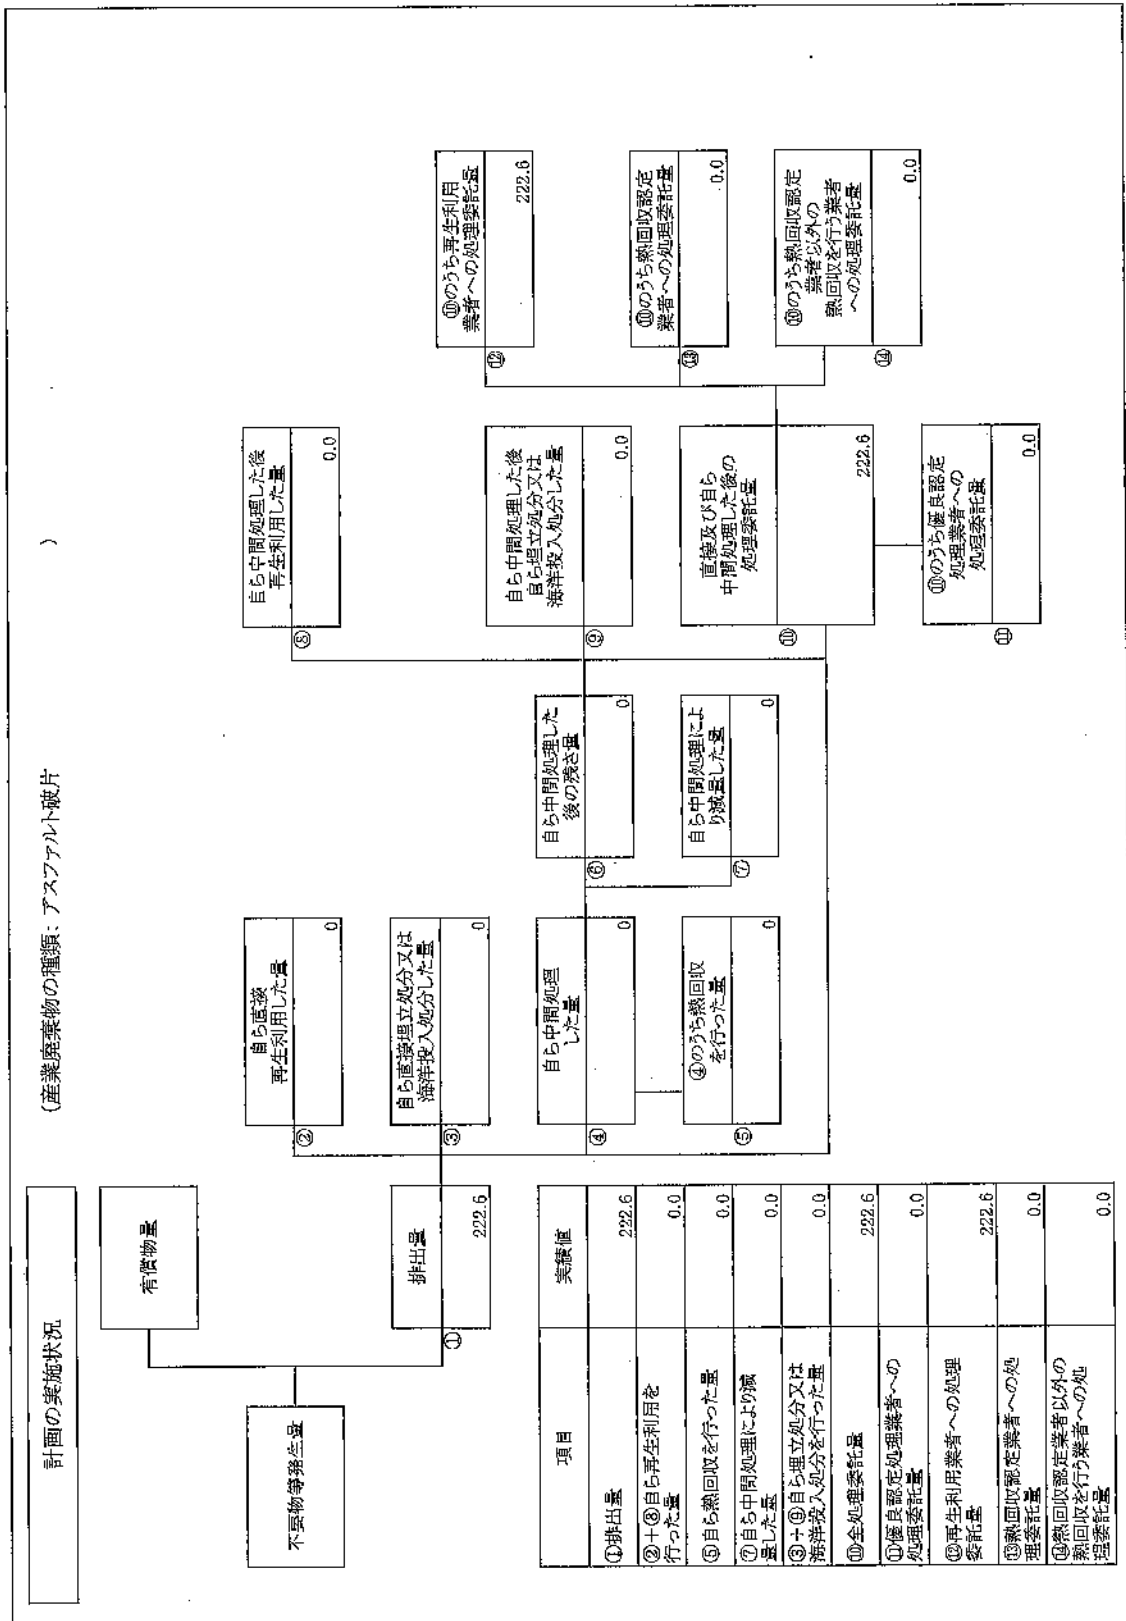 計画の実施状況
（産業廃棄物の種類：アスファルト破片　　　）
不要物等発生量
有償物量
①
排出量
222.6
②
自ら直接
再生利用した量
0
③
自ら直接埋立処分又は
海洋投入処分した量
0
④
自ら中間処理
した量
0
⑤
④のうち熱回収
を行った量
0
⑥
自ら中間処理した
後の残さ量
0
⑦
自ら中間処理によ
り減量した量
0
⑧
自ら中間処理した後
再生利用した量
0.0
⑨
自ら中間処理した後
自ら埋立処分又は
海洋投入処分した量
0.0
⑩
直接及び自ら
中間処理した後の
処理委託量
222.6
⑪
⑩のうち優良認定
処理業者への
処理委託量
0.0
⑫
⑩のうち再生利用
業者への処理委託量
222.6
⑬
⑩のうち熱回収認定
業者への処理委託量
0.0
⑭
⑩のうち熱回収認定
業者以外の
熱回収を行う業者
への処理委託量
0.0
項目　実績値
①排出量　222.6
②＋⑧自ら再生利用を
行った量　0.0
⑤自ら熱回収を行った量　0.0
⑦自ら中間処理により減
量した量　0.0
③＋⑨自ら埋立処分又は
海洋投入処分を行った量　0.0
⑩全処理委託量　222.6
⑪優良認定処理業者への
処理委託量　0.0
⑫再生利用業者への処理
委託量　222.6
⑬熱回収認定業者への処
理委託量　0.0
⑭熱回収認定業者以外の
熱回収を行う業者への処
理委託量　0.0